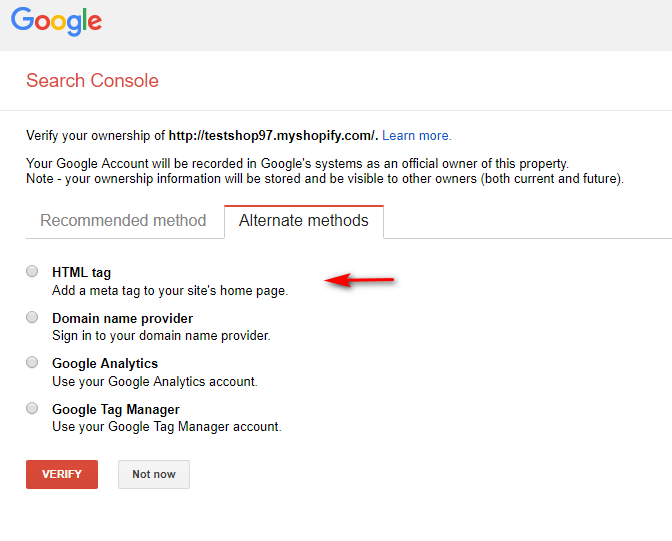 Google
Search Console
Verify your ownership of http://testshop97.myshopify.com/. Learn more.
Your Google Account will be recorded in Google's systems as an official owner of this property.
Note - your ownership information will be stored and be visible to other owners (both current and future).
Recommended method Alternate methods
HTML tag
Add a meta tag to your site's home page.
Domain name provider
Sign in to your domain name provider.
Google Analytics
Use your Google Analytics account.
Google Tag Manager
Use your Google Tag Manager account.
VERIFY Not now